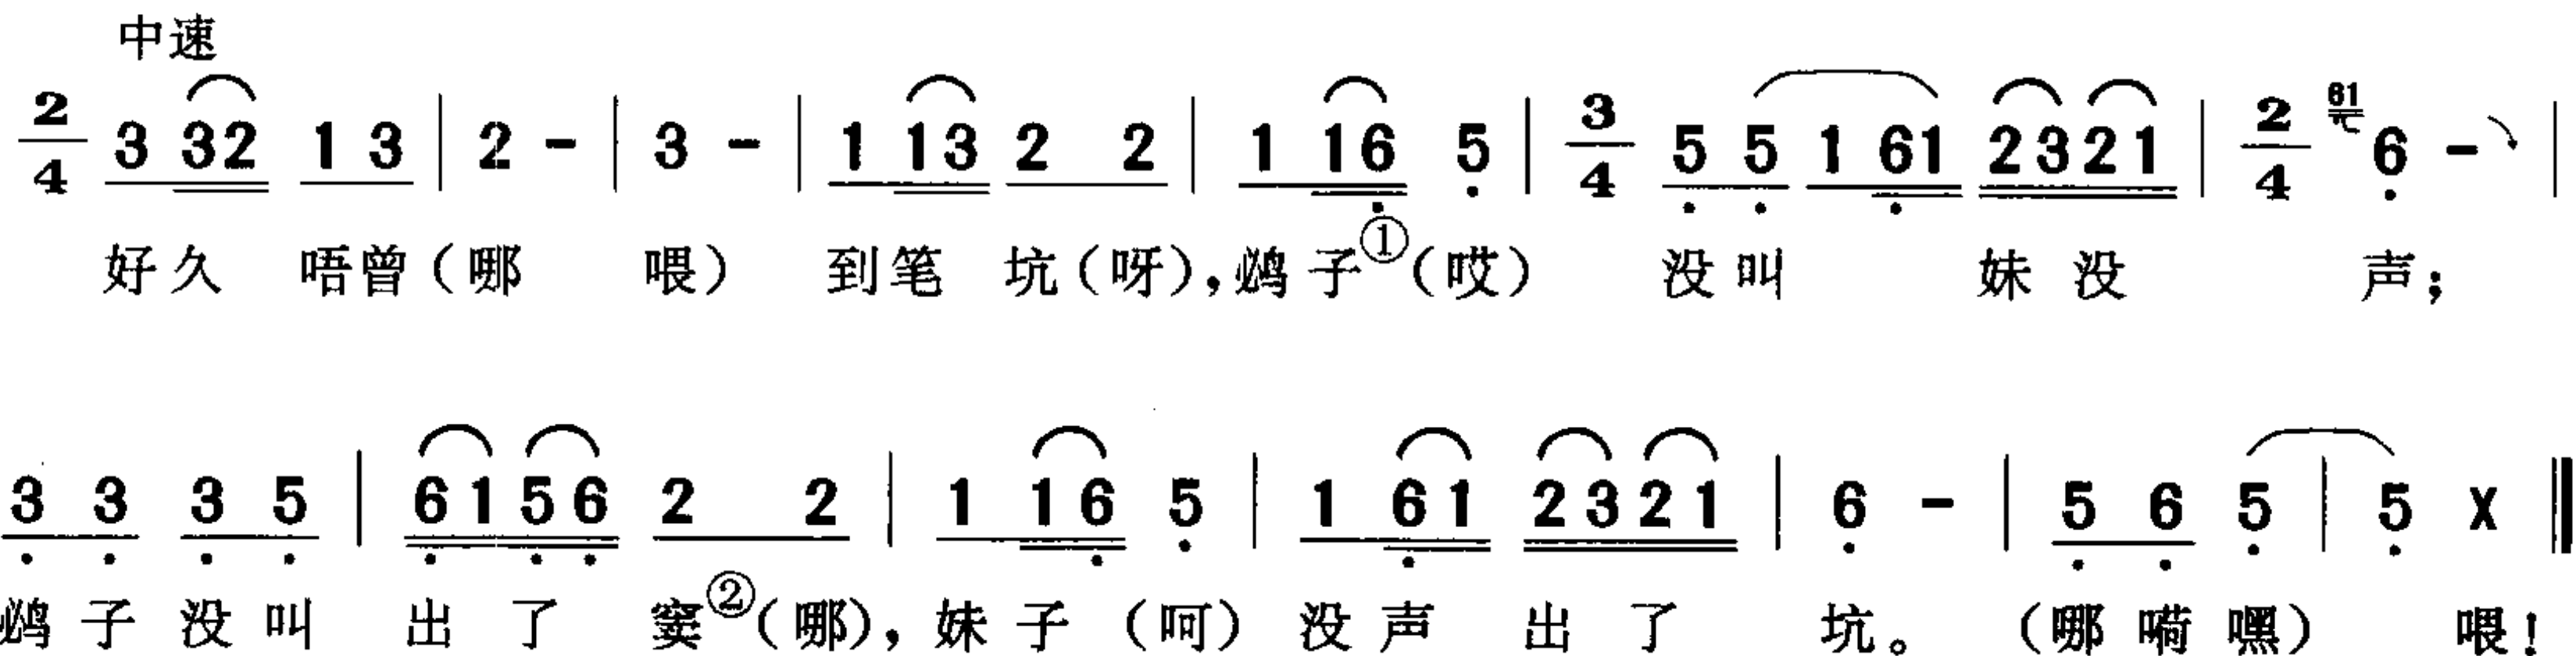 中速
2/4 3 32 1 3 | 2 - | 3 - | 1 13 2 2 | 1 16 5 | 3/4 5 5 1 61 2321 | 2/4 61 6 - |
好久 唔曾(哪 喂) 到笔 坑(呀),鹚子①(哎) 没叫 妹没 声;
3 3 3 5 | 6156 2 2 | 1 16 5 | 1 61 2321 | 6 - | 5 6 5 | 5 X ‖
鹚子没叫 出了 窦②(哪),妹子(呵) 没声 出了 坑。(哪嗬嘿) 喂!